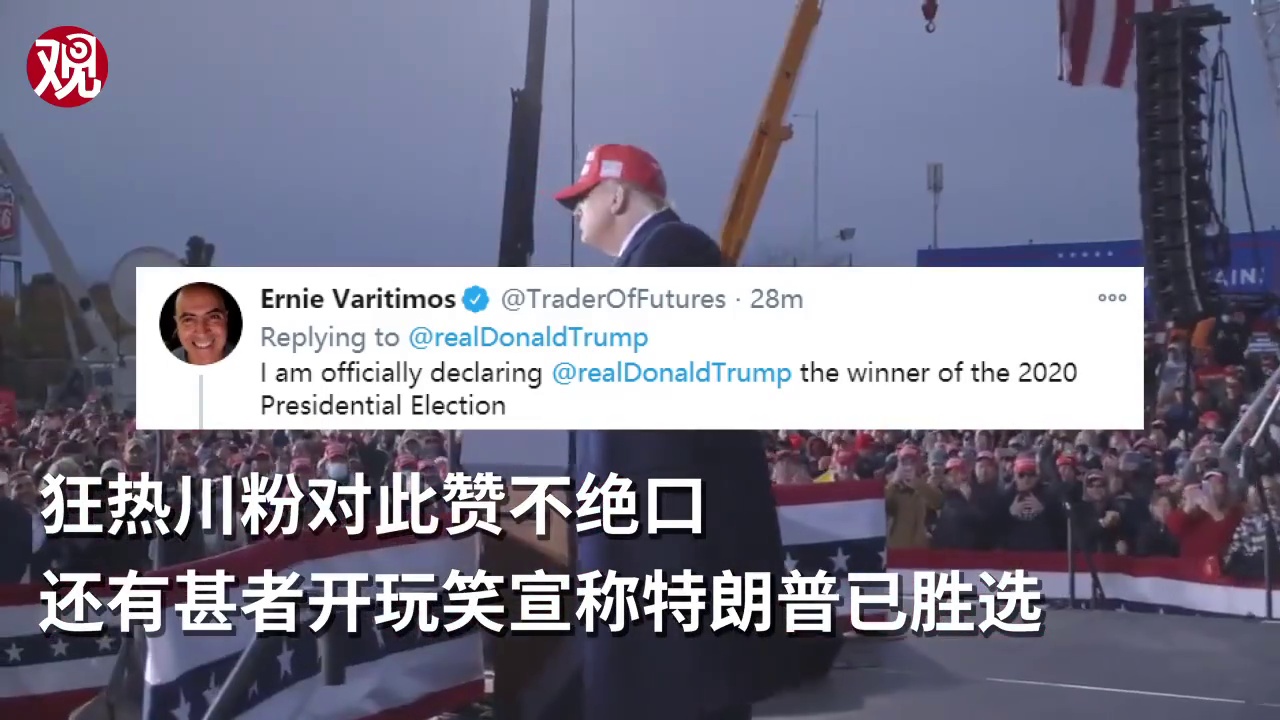 观
Ernie Varitimos @TraderOfFutures · 28m
Replying to @realDonaldTrump
I am officially declaring @realDonaldTrump the winner of the 2020
Presidential Election
AIN!
66
狂热川粉对此赞不绝口
还有甚者开玩笑宣称特朗普已胜选